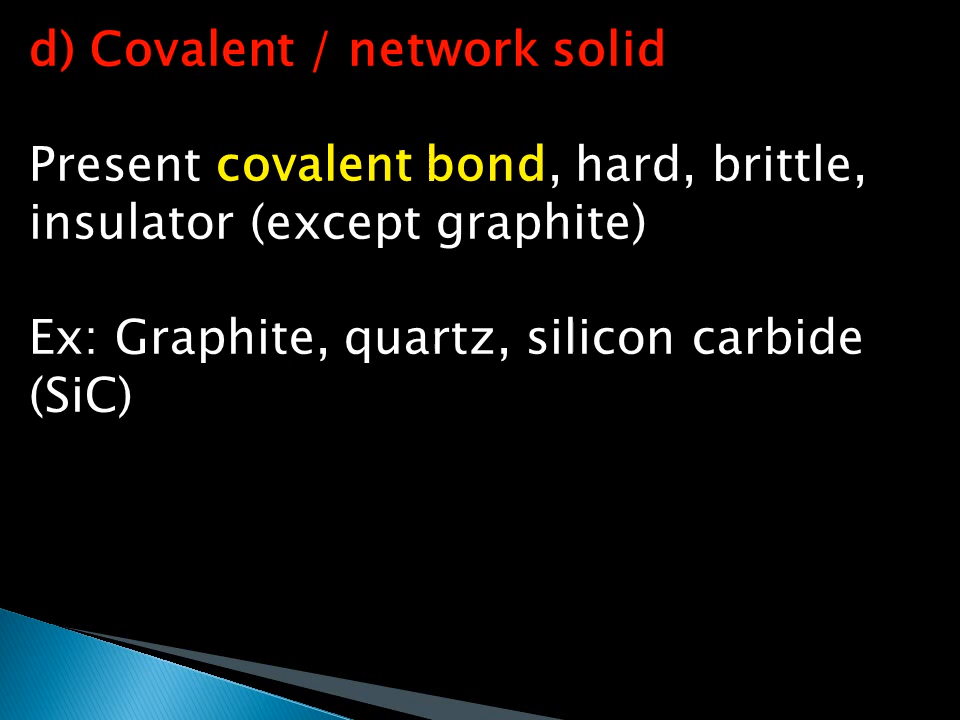 d) Covalent / network solid
Present covalent bond, hard, brittle,
insulator (except graphite)
Ex: Graphite, quartz, silicon carbide
(SiC)